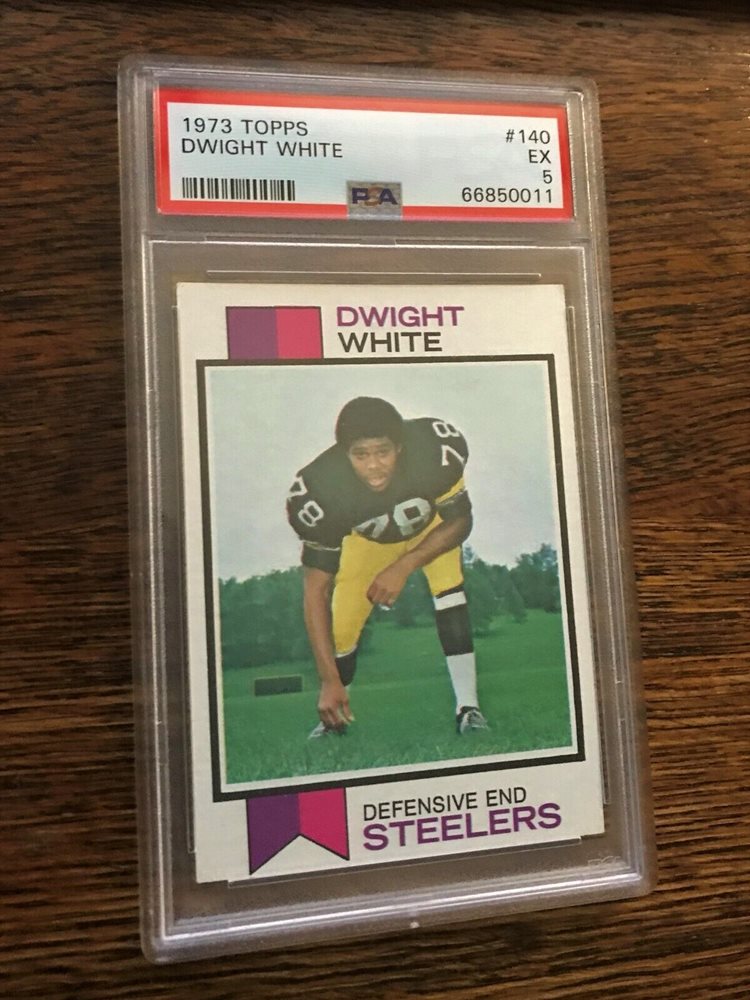 1973 TOPPS #140
DWIGHT WHITE EX
5
PSA 66850011
DWIGHT
WHITE
78
78
78
DEFENSIVE END
STEELERS